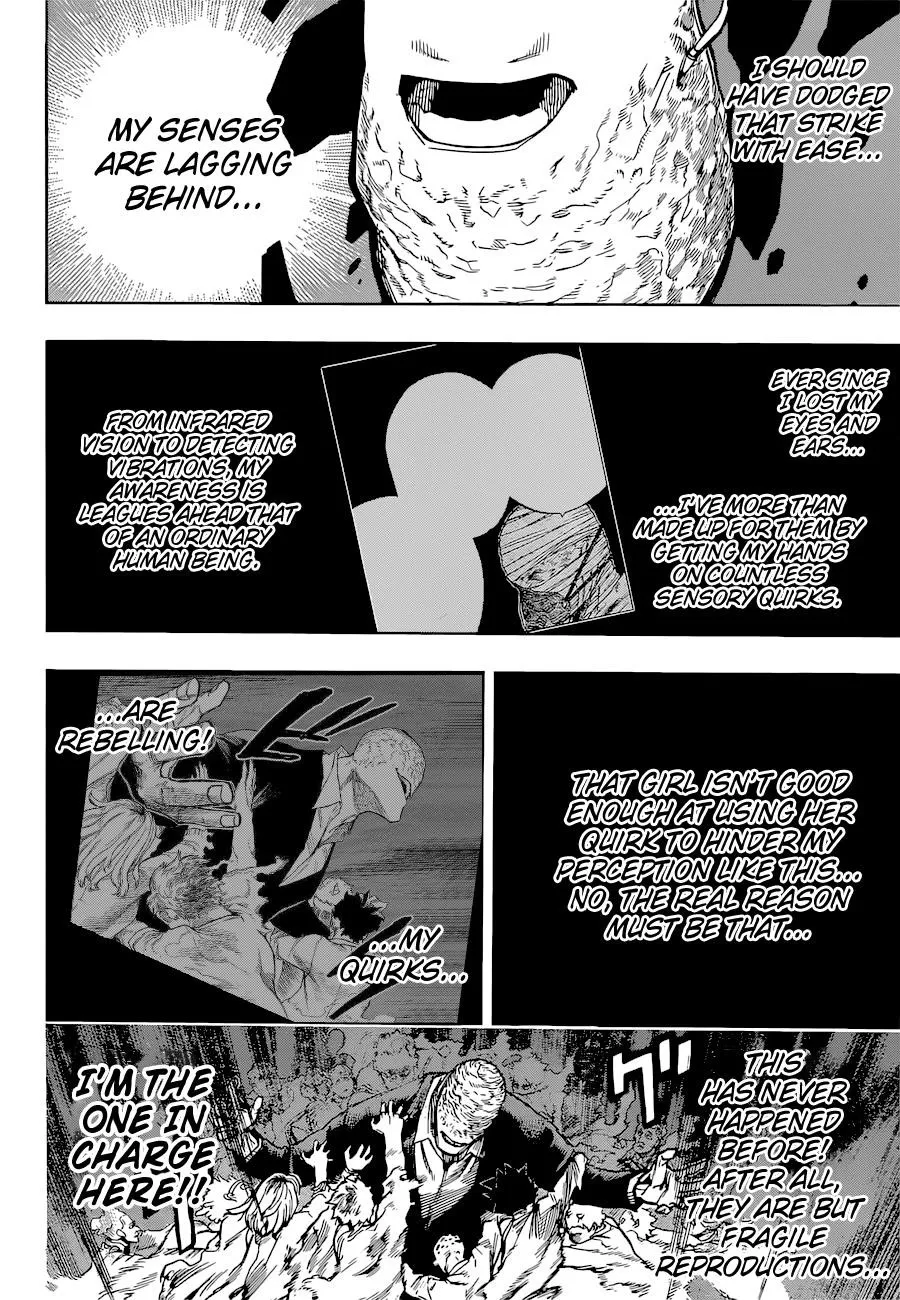 I SHOULD
HAVE DODGED
THAT STRIKE
WITH EASE...
MY SENSES
ARE LAGGING
BEHIND...
EVER SINCE
I LOST MY
EYES AND
EARS...
...I'VE MORE THAN
MADE UP FOR THEM BY
GETTING MY HANDS
ON COUNTLESS
SENSORY QUIRKS.
FROM INFRARED
VISION TO DETECTING
VIBRATIONS, MY
AWARENESS IS
LEAGUES AHEAD THAT
OF AN ORDINARY
HUMAN BEING.
THAT GIRL ISN'T GOOD
ENOUGH AT USING HER
QUIRK TO HINDER MY
PERCEPTION LIKE THIS...
NO, THE REAL REASON
MUST BE THAT...
...MY
QUIRKS...
...ARE
REBELLING!
THIS
HAS NEVER
HAPPENED
BEFORE!
AFTER ALL,
THEY ARE BUT
FRAGILE
REPRODUCTIONS...
グ
I'M THE
ONE IN
CHARGE
HERE!!